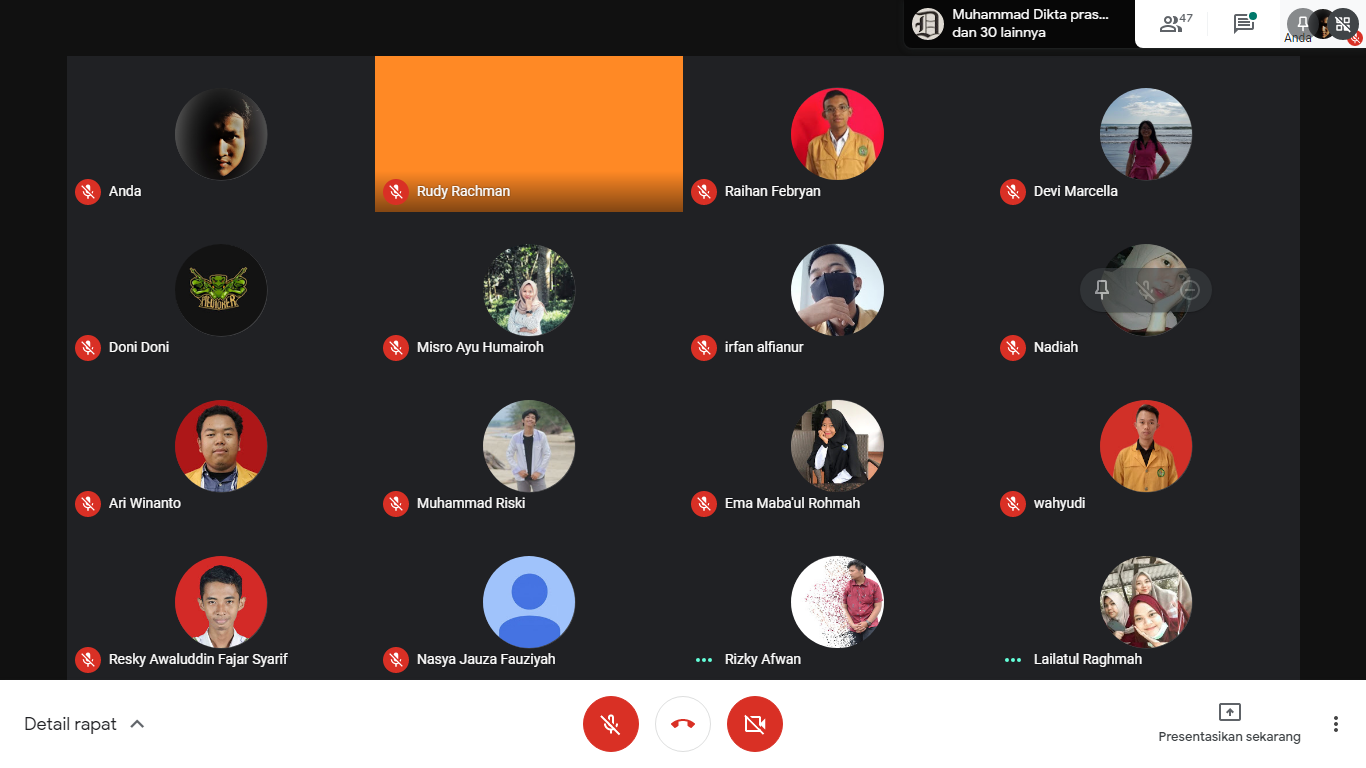 Muhammad Dikta pras...
dan 30 lainnya
47
Anda
Anda
Rudy Rachman
Raihan Febryan
Devi Marcella
Doni Doni
Misro Ayu Humairoh
irfan alfianur
Nadiah
Ari Winanto
Muhammad Riski
Ema Maba'ul Rohmah
wahyudi
Resky Awaluddin Fajar Syarif
Nasya Jauza Fauziyah
Rizky Afwan
Lailatul Raghmah
Detail rapat
Presentasikan sekarang